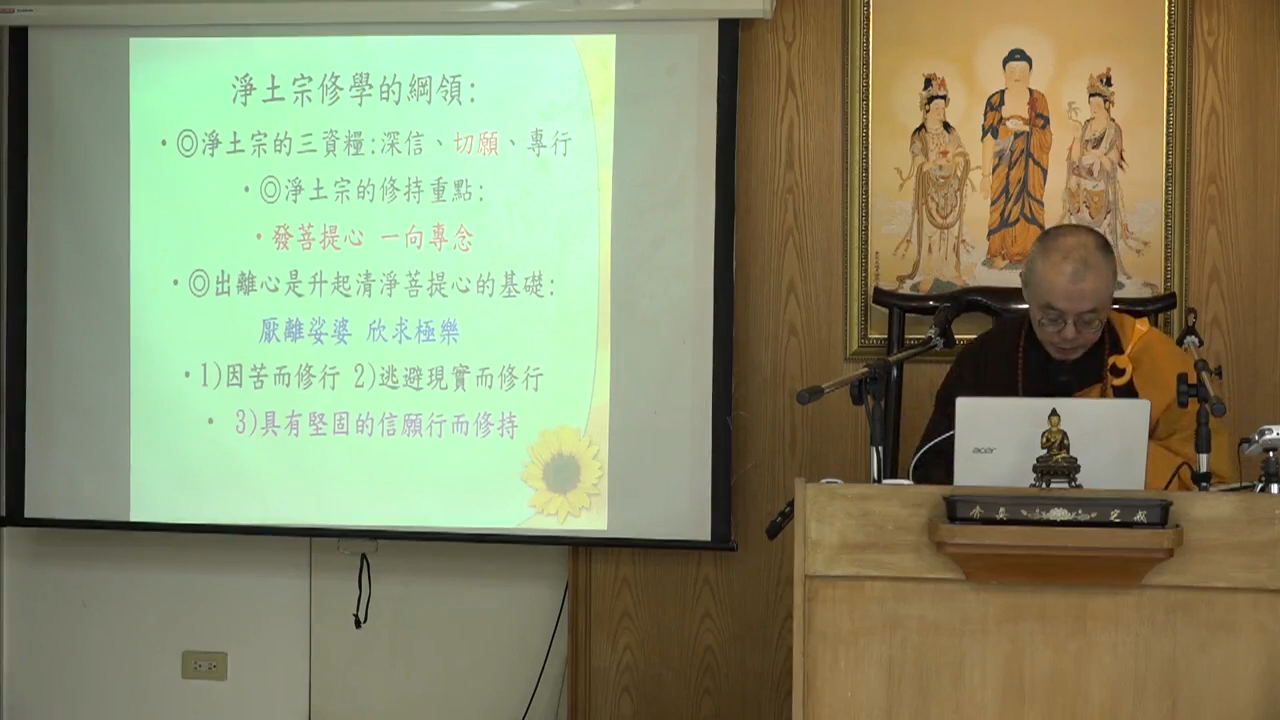 淨土宗修學的綱領:
•◎淨土宗的三資糧:深信、切願、專行
•◎淨土宗的修持重點:
•發菩提心 一向專念
•◎出離心是升起清淨菩提心的基礎:
厭離娑婆 欣求極樂
•1)因苦而修行 2)逃避現實而修行
• 3)具有堅固的信願行而修持
acer